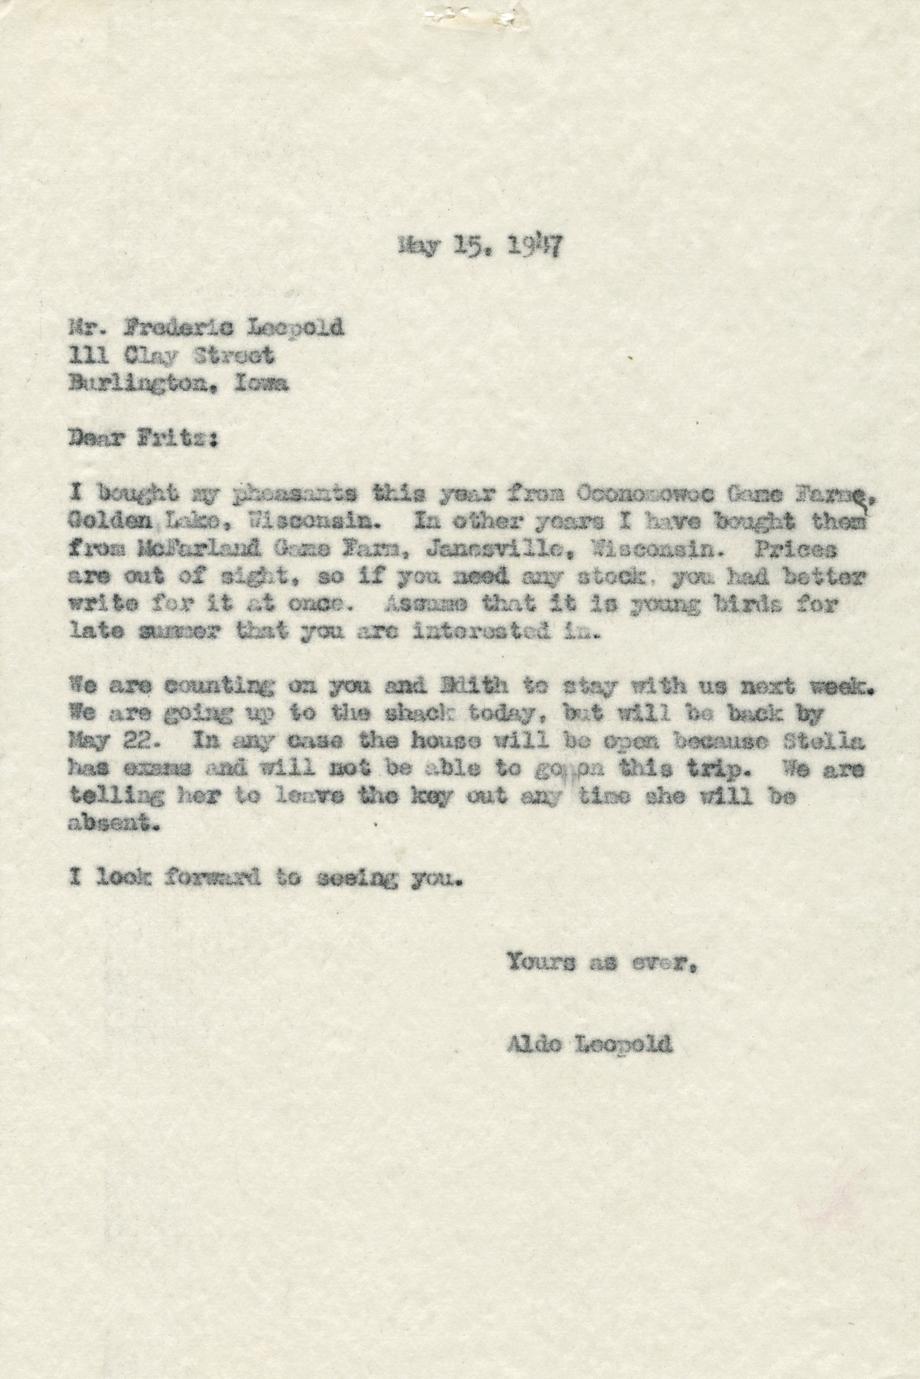 May 15, 1947
Mr. Frederic Leopold
111 Clay Street
Burlington, Iowa
Dear Fritz:
I bought my pheasants this year from Oconomowoc Game Farms,
Golden Lake, Wisconsin. In other years I have bought them
from McFarland Game Farm, Janesville, Wisconsin. Prices
are out of sight, so if you need any stock, you had better
write for it at once. Assume that it is young birds for
late summer that you are interested in.
We are counting on you and Edith to stay with us next week.
We are going up to the shack today, but will be back by
May 22. In any case the house will be open because Stella
has exams and will not be able to go on this trip. We are
telling her to leave the key out any time she will be
absent.
I look forward to seeing you.
Yours as ever,
Aldo Leopold